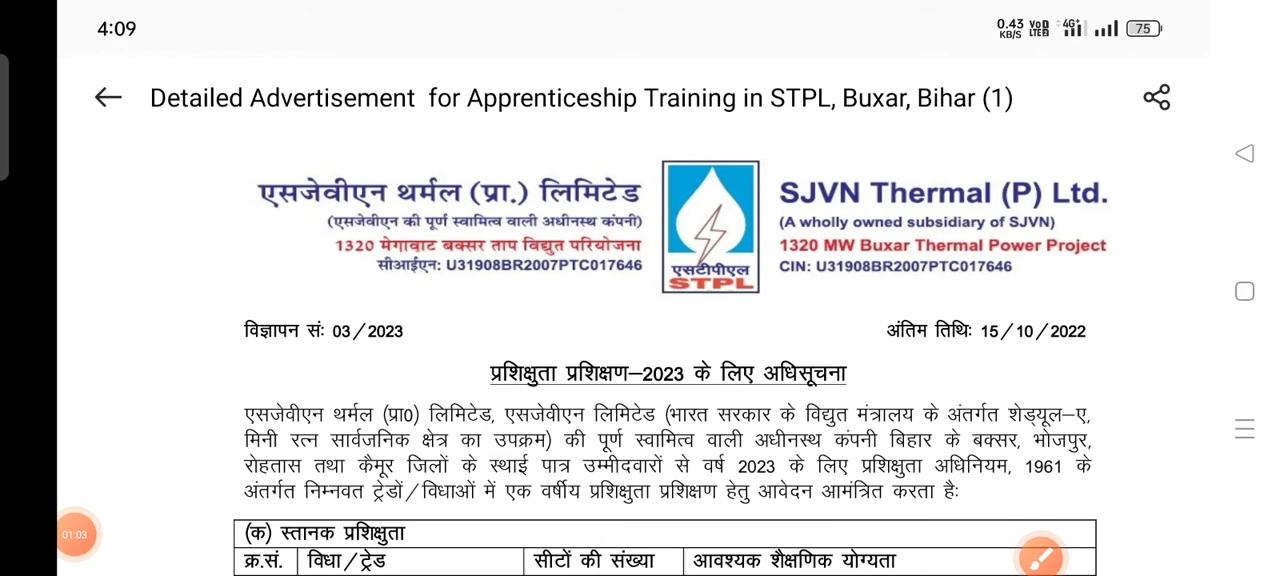 4:09
0.43 KB/S VoD LTE2 4G+ 75
Detailed Advertisement for Apprenticeship Training in STPL, Buxar, Bihar (1)
एसजेवीएन थर्मल (प्रा.) लिमिटेड
(एसजेवीएन की पूर्ण स्वामित्व वाली अधीनस्थ कंपनी)
1320 मेगावाट बक्सर ताप विद्युत परियोजना
सीआईएन: U31908BR2007PTC017646
एसटीपीएल
STPL
SJVN Thermal (P) Ltd.
(A wholly owned subsidiary of SJVN)
1320 MW Buxar Thermal Power Project
CIN: U31908BR2007PTC017646
विज्ञापन सं: 03/2023 अंतिम तिथि: 15/10/2022
प्रशिक्षुता प्रशिक्षण–2023 के लिए अधिसूचना
एसजेवीएन थर्मल (प्रा0) लिमिटेड, एसजेवीएन लिमिटेड (भारत सरकार के विद्युत मंत्रालय के अंतर्गत शेड्यूल–ए,
मिनी रत्न सार्वजनिक क्षेत्र का उपक्रम) की पूर्ण स्वामित्व वाली अधीनस्थ कंपनी बिहार के बक्सर, भोजपुर,
रोहतास तथा कैमूर जिलों के स्थाई पात्र उम्मीदवारों से वर्ष 2023 के लिए प्रशिक्षुता अधिनियम, 1961 के
अंतर्गत निम्नवत ट्रेडों/विधाओं में एक वर्षीय प्रशिक्षुता प्रशिक्षण हेतु आवेदन आमंत्रित करता है:
(क) स्तानक प्रशिक्षुता
क्र.सं. विधा/ट्रेड सीटों की संख्या आवश्यक शैक्षणिक योग्यता
01:03